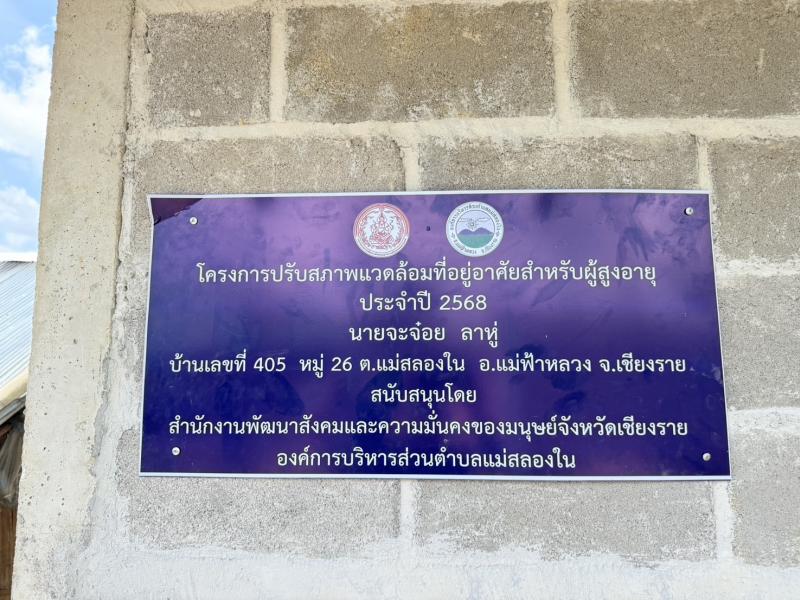 โครงการปรับสภาพแวดล้อมที่อยู่อาศัยสำหรับผู้สูงอายุ
ประจำปี 2568
นายจะจ๋อย ลาหู่
บ้านเลขที่ 405 หมู่ 26 ต.แม่สลองใน อ.แม่ฟ้าหลวง จ.เชียงราย
สนับสนุนโดย
สำนักงานพัฒนาสังคมและความมั่นคงของมนุษย์จังหวัดเชียงราย
องค์การบริหารส่วนตำบลแม่สลองใน